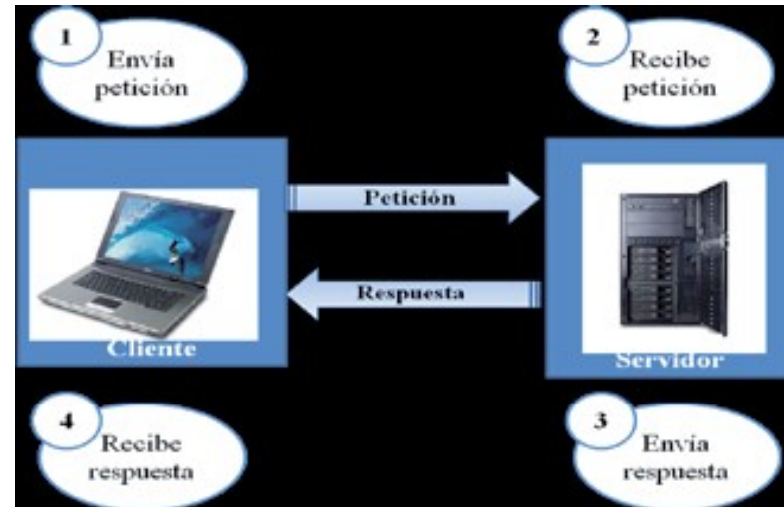 1
Envía
petición
2
Recibe
petición
Petición
Respuesta
Cliente
Servidor
4
Recibe
respuesta
3
Envía
respuesta